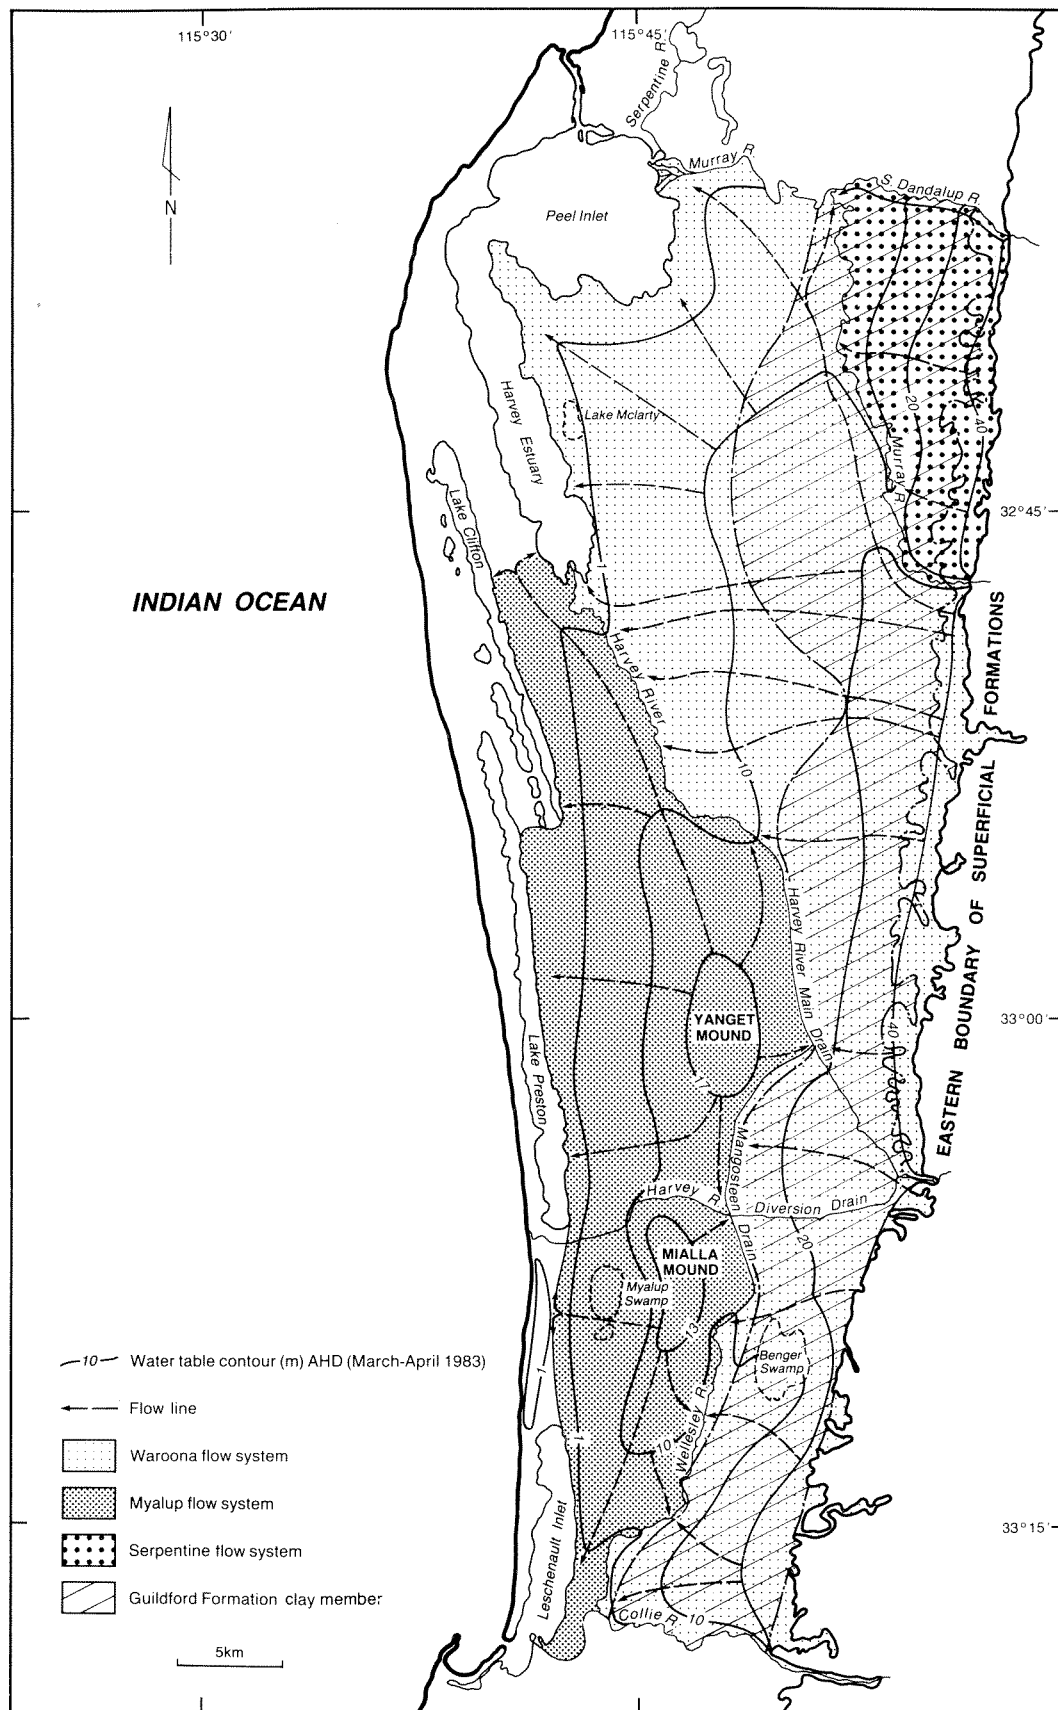 115°30'
115°45'
Serpentine R.
Murray R.
S. Dandalup R.
N
Peel Inlet
Harvey Estuary
Lake Mclarty
20
40
Murray R.
Lake Clifton
32°45'
1
INDIAN OCEAN
Harvey River
10
EASTERN BOUNDARY OF SUPERFICIAL FORMATIONS
Harvey River Main Drain
YANGET
MOUND
33°00'
40
17
Lake Preston
Mangosteen Drain
Harvey R.
Diversion Drain
20
MIALLA
MOUND
Myalup
Swamp
13
Benger
Swamp
1
10
Wellesley R.
1
Leschenault Inlet
33°15'
Collie R.
10
10 Water table contour (m) AHD (March-April 1983)
Flow line
Waroona flow system
Myalup flow system
Serpentine flow system
Guildford Formation clay member
5km